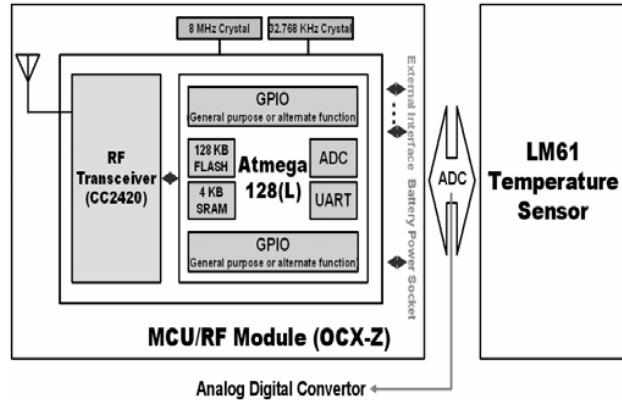 8 MHz Crystal
32.768 KHz Crystal
GPIO
General purpose or alternate function
RF
Transceiver
(CC2420)
128 KB
FLASH
4 KB
SRAM
Atmega
128(L)
ADC
UART
GPIO
General purpose or alternate function
External Interface
Battery Power Socket
MCU/RF Module (OCX-Z)
ADC
LM61
Temperature
Sensor
Analog Digital Convertor